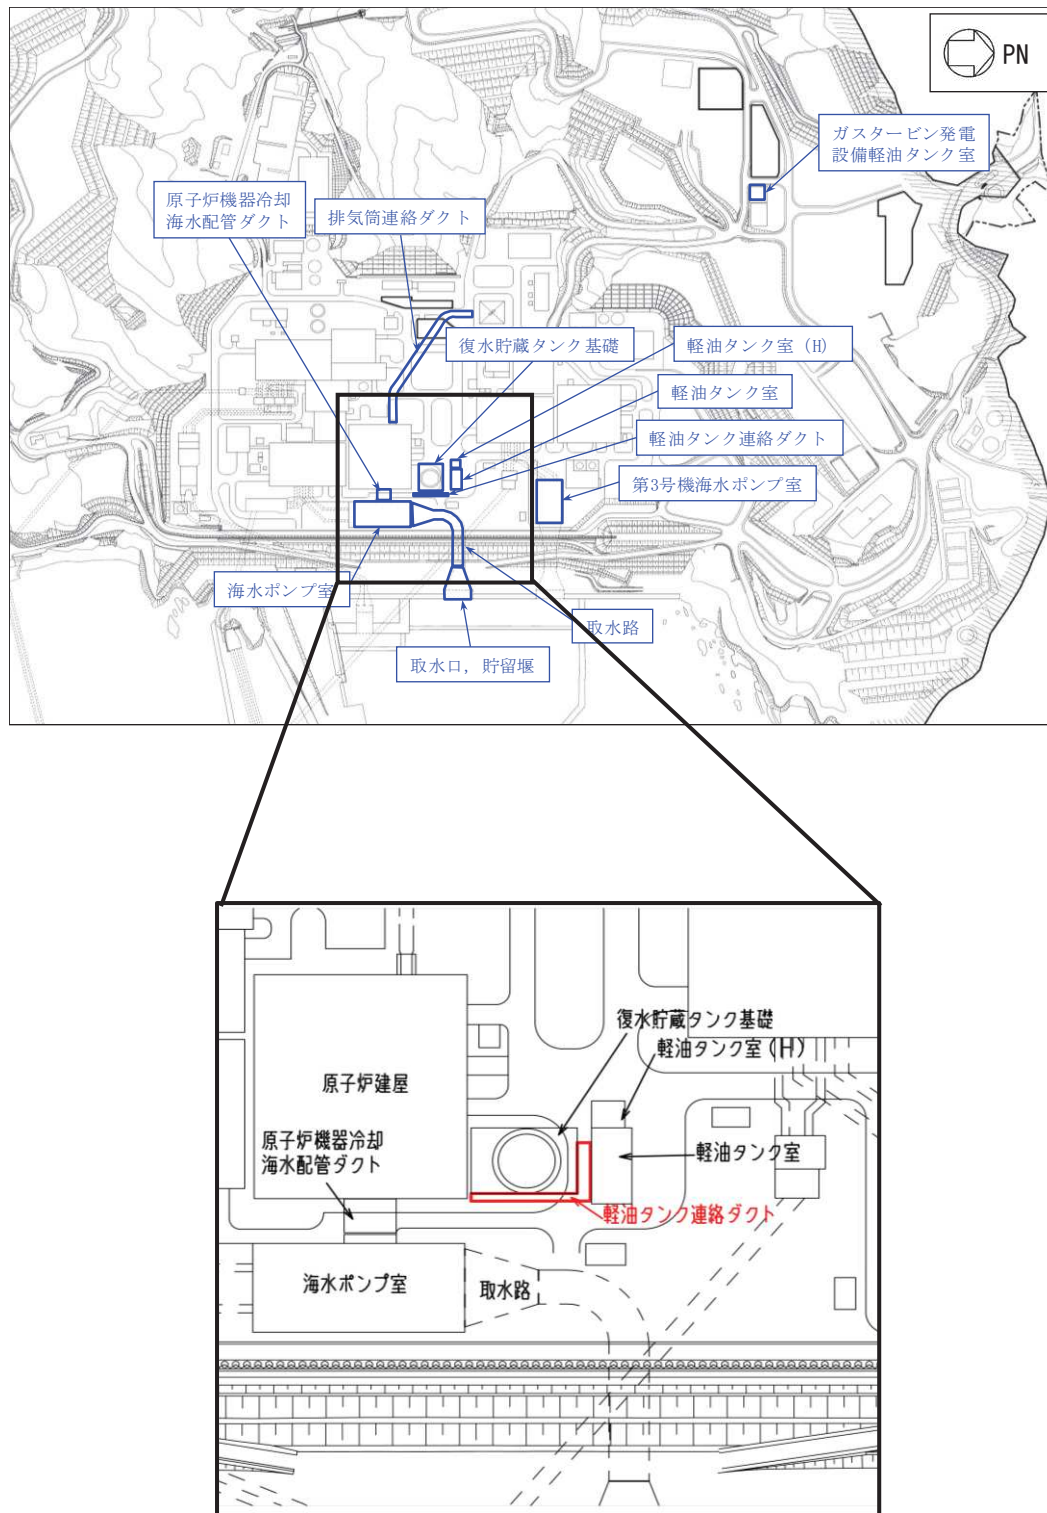 PN
ガスタービン発電
設備軽油タンク室
原子炉機器冷却
海水配管ダクト
排気筒連絡ダクト
復水貯蔵タンク基礎
軽油タンク室 (H)
軽油タンク室
軽油タンク連絡ダクト
第3号機海水ポンプ室
海水ポンプ室
取水路
取水口，貯留堰
復水貯蔵タンク基礎
軽油タンク室 (H)
原子炉建屋
原子炉機器冷却
海水配管ダクト
軽油タンク室
軽油タンク連絡ダクト
海水ポンプ室
取水路